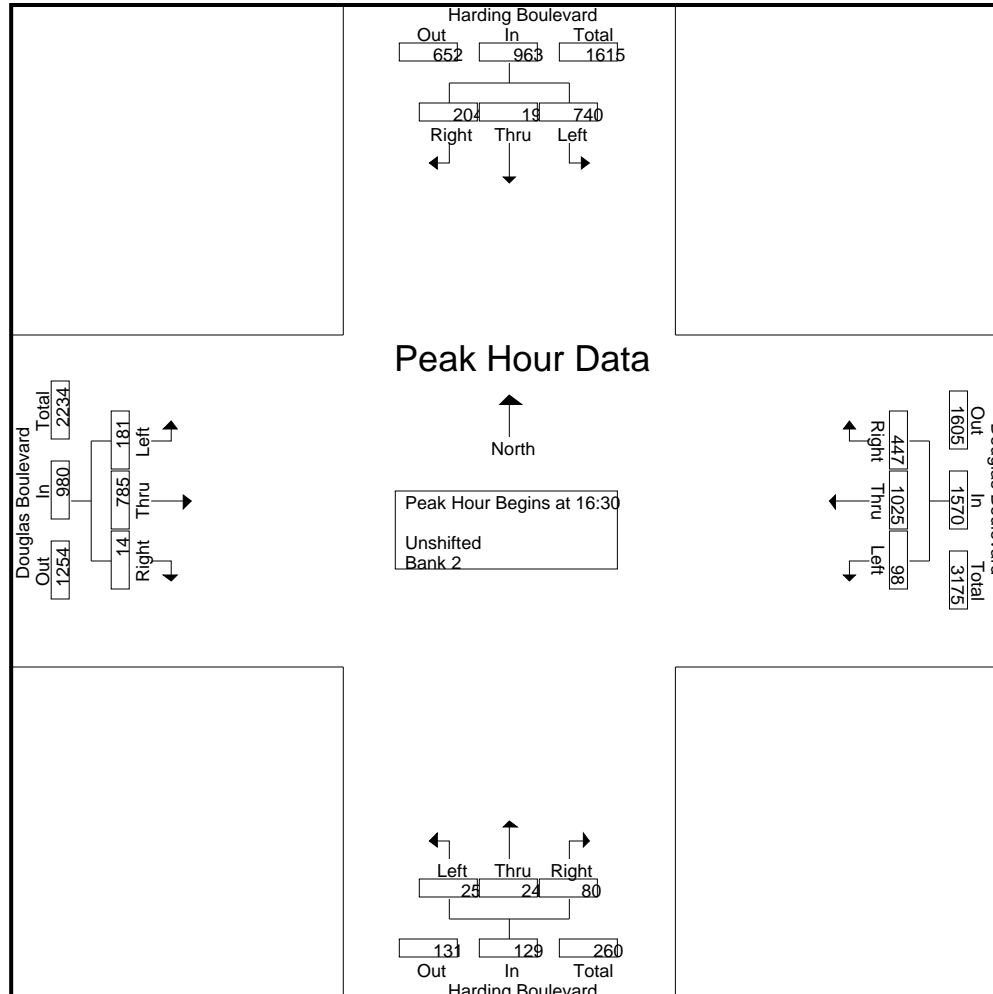 Harding Boulevard
Out In Total
652 963 1615
204 19 740
Right Thru Left
Peak Hour Data
North
Peak Hour Begins at 16:30
Unshifted
Bank 2
Douglas Boulevard
Out In Total
1254 980 2234
Left Thru Right
181 785 14
Douglas Boulevard
Out In Total
1605 1570 3175
Right Thru Left
447 1025 98
Left Thru Right
25 24 80
131 129 260
Out In Total
Harding Boulevard